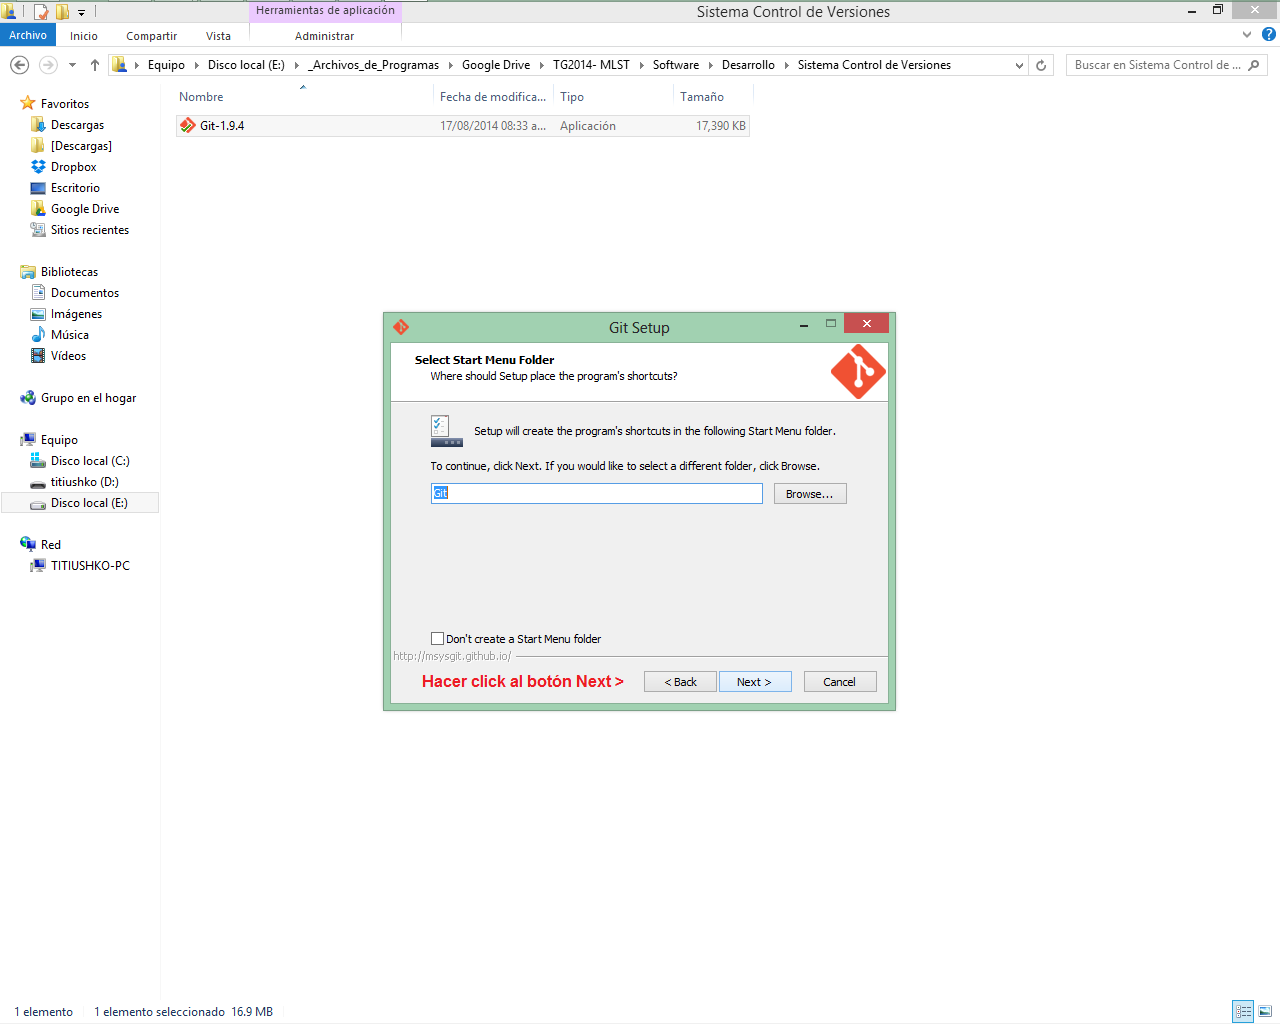 Herramientas de aplicación
Sistema Control de Versiones
Archivo Inicio Compartir Vista Administrar
Equipo Disco local (E:) _Archivos_de_Programas Google Drive TG2014- MLST Software Desarrollo Sistema Control de Versiones
Buscar en Sistema Control de ...
Nombre Fecha de modifica... Tipo Tamaño
Git-1.9.4 17/08/2014 08:33 a... Aplicación 17,390 KB
Favoritos
Descargas
[Descargas]
Dropbox
Escritorio
Google Drive
Sitios recientes
Bibliotecas
Documentos
Imágenes
Música
Vídeos
Grupo en el hogar
Equipo
Disco local (C:)
titiushko (D:)
Disco local (E:)
Red
TITIUSHKO-PC
Git Setup
Select Start Menu Folder
Where should Setup place the program's shortcuts?
Setup will create the program's shortcuts in the following Start Menu folder.
To continue, click Next. If you would like to select a different folder, click Browse.
Git
Browse...
Don't create a Start Menu folder
http://msysgit.github.io/
Hacer click al botón Next >
< Back Next > Cancel
1 elemento 1 elemento seleccionado 16.9 MB